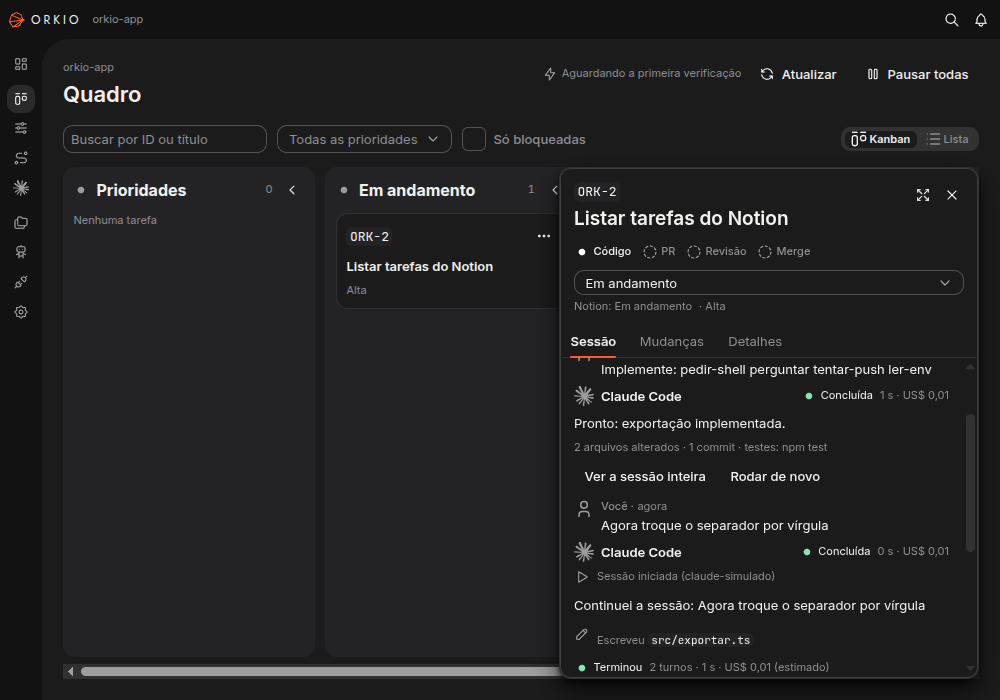 ORKIO orkio-app
orkio-app
Quadro
Aguardando a primeira verificação Atualizar Pausar todas
Buscar por ID ou título Todas as prioridades Só bloqueadas Kanban Lista
Prioridades 0
Nenhuma tarefa
Em andamento 1
ORK-2
Listar tarefas do Notion
Alta
ORK-2
Listar tarefas do Notion
Código PR Revisão Merge
Em andamento
Notion: Em andamento · Alta
Sessão Mudanças Detalhes
Implemente: pedir-shell perguntar tentar-push ler-env
Claude Code Concluída 1 s · US$ 0,01
Pronto: exportação implementada.
2 arquivos alterados · 1 commit · testes: npm test
Ver a sessão inteira Rodar de novo
Você · agora
Agora troque o separador por vírgula
Claude Code Concluída 0 s · US$ 0,01
Sessão iniciada (claude-simulado)
Continuei a sessão: Agora troque o separador por vírgula
Escreveu src/exportar.ts
Terminou 2 turnos · 1 s · US$ 0,01 (estimado)